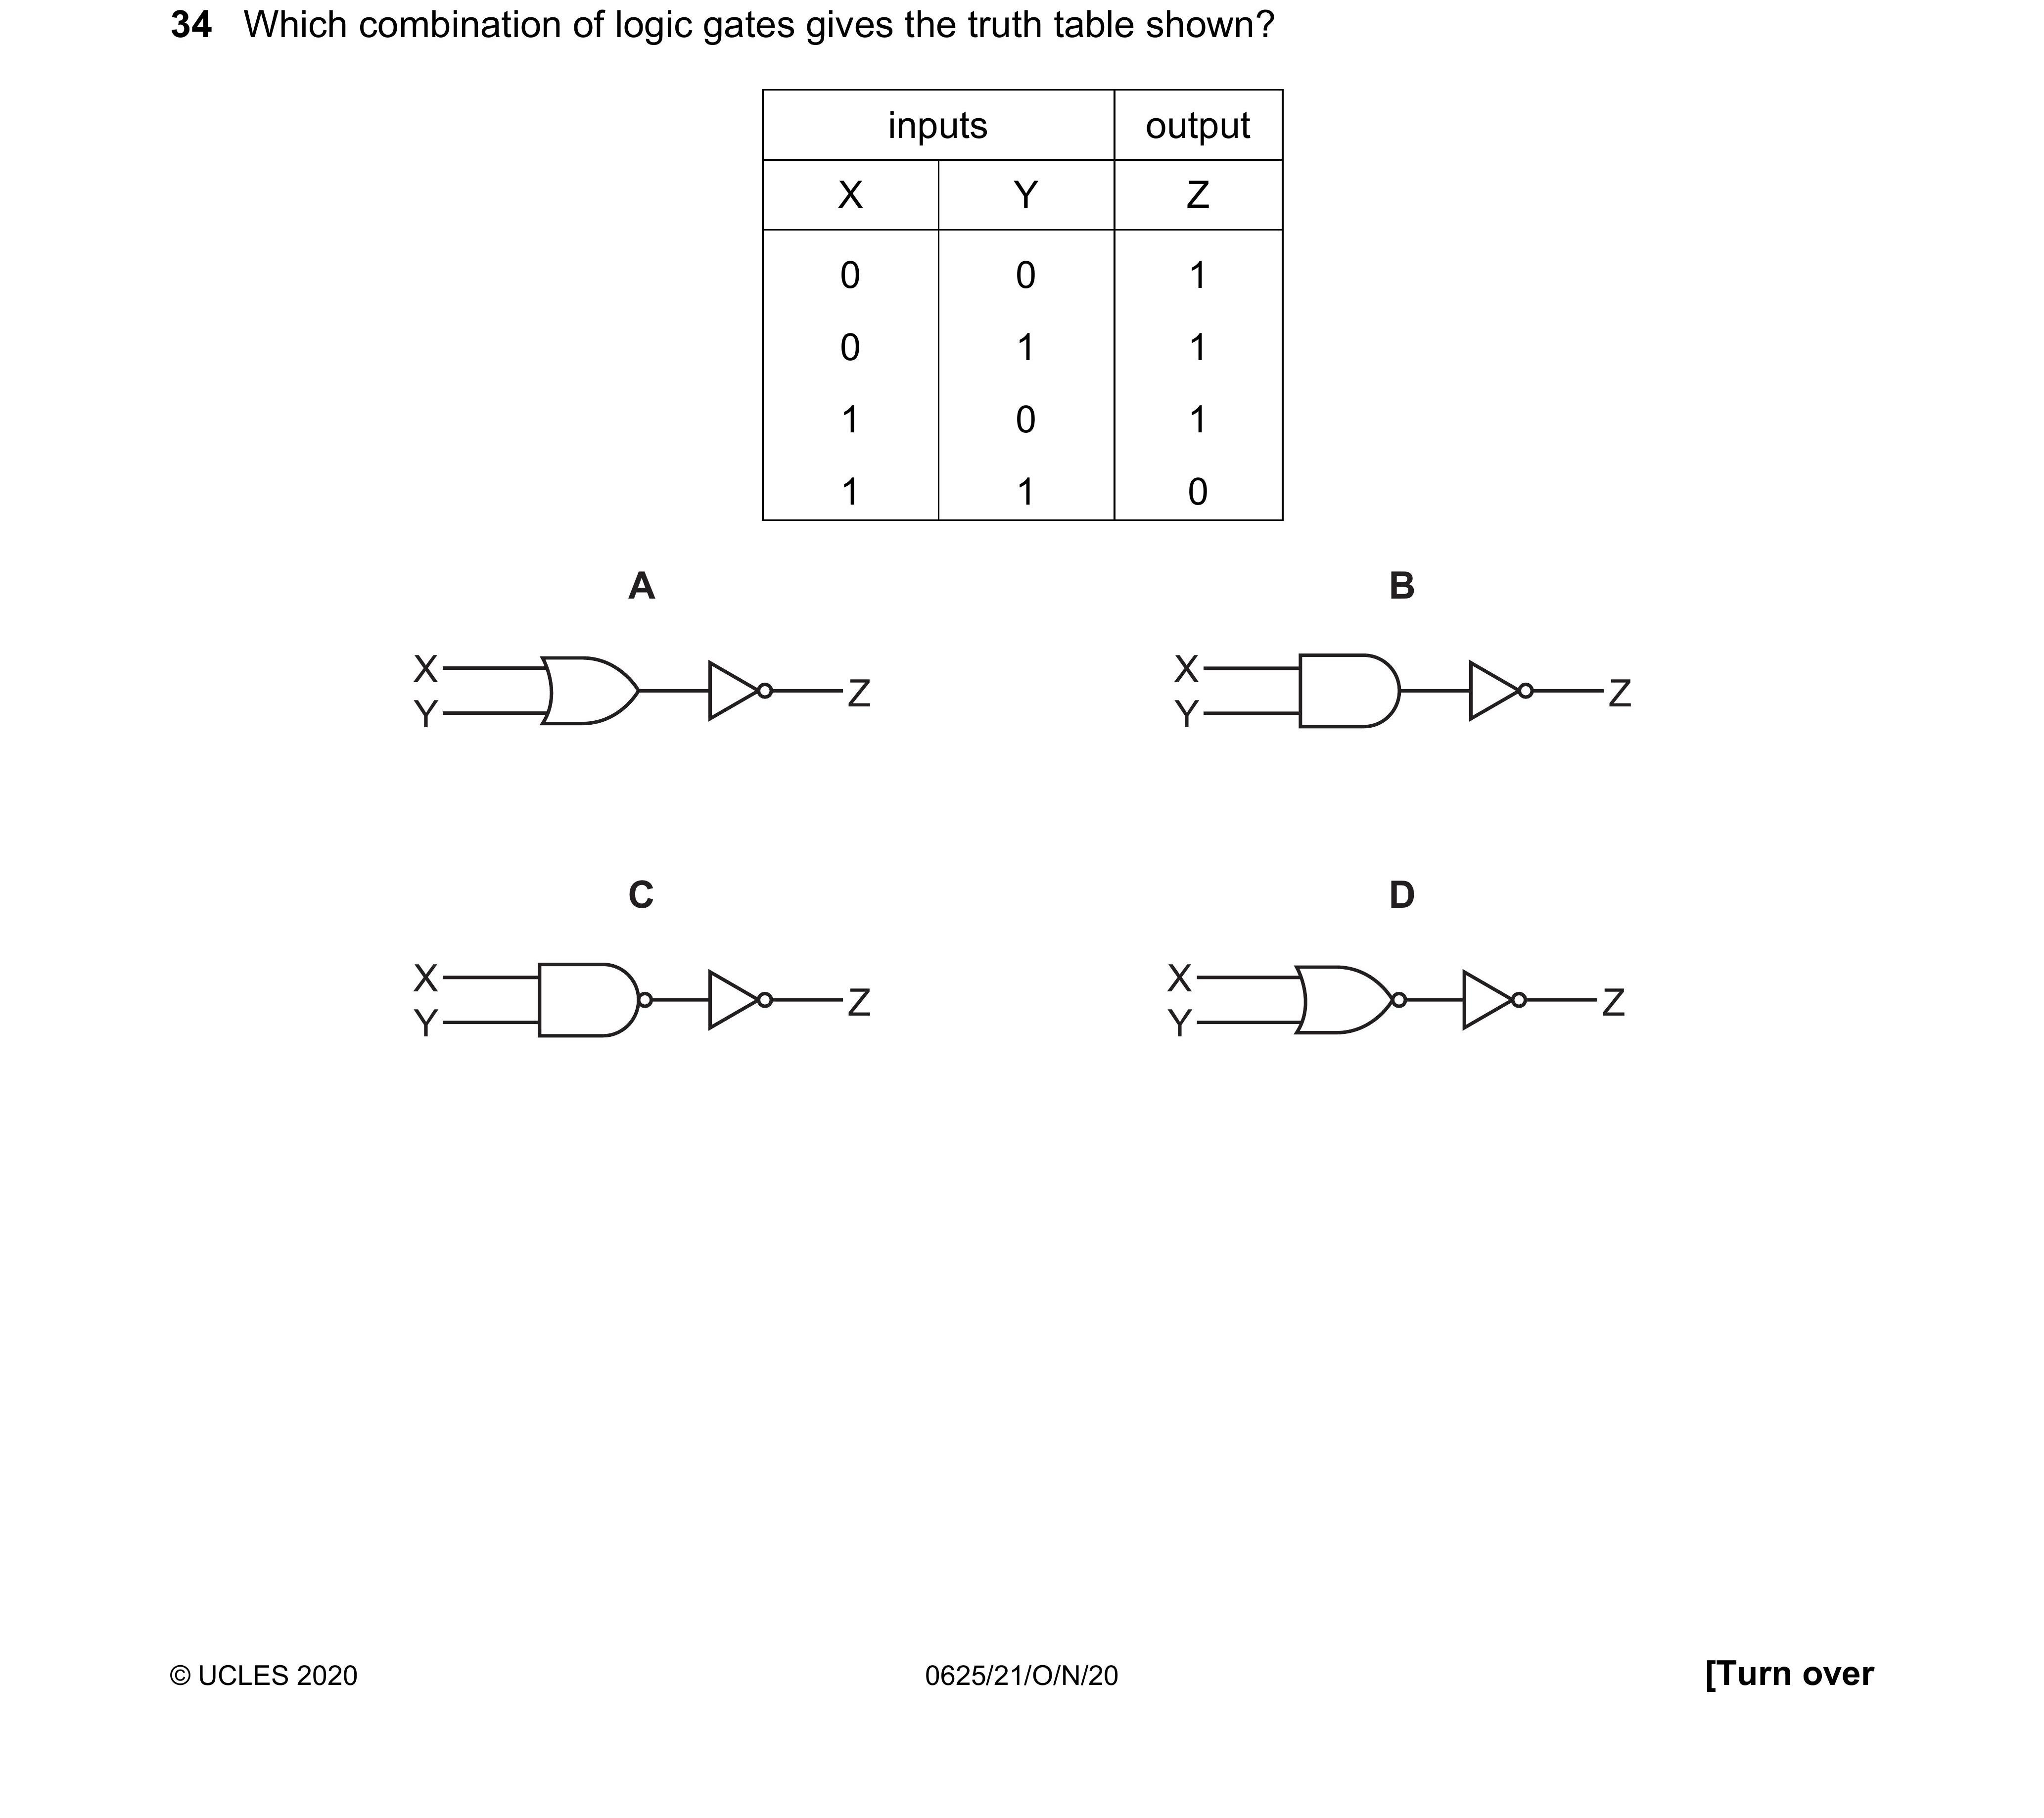 34 Which combination of logic gates gives the truth table shown?
inputs output
X Y Z
0 0 1
0 1 1
1 0 1
1 1 0
A B
X Z X Z
Y Y
C D
X Z X Z
Y Y
© UCLES 2020 0625/21/O/N/20 [Turn over